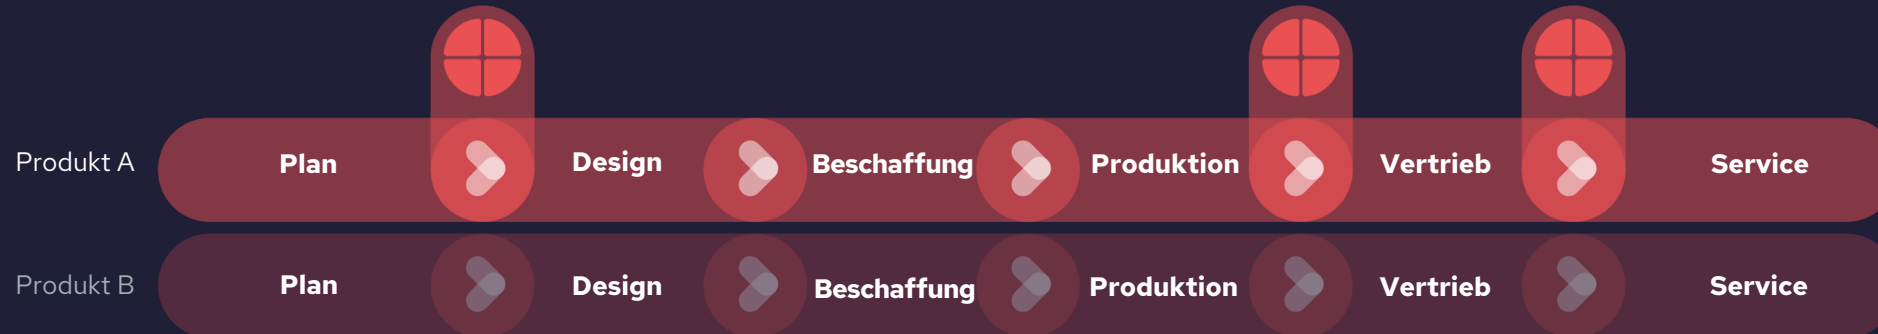 Produkt A Plan Design Beschaffung Produktion Vertrieb Service
Produkt B Plan Design Beschaffung Produktion Vertrieb Service